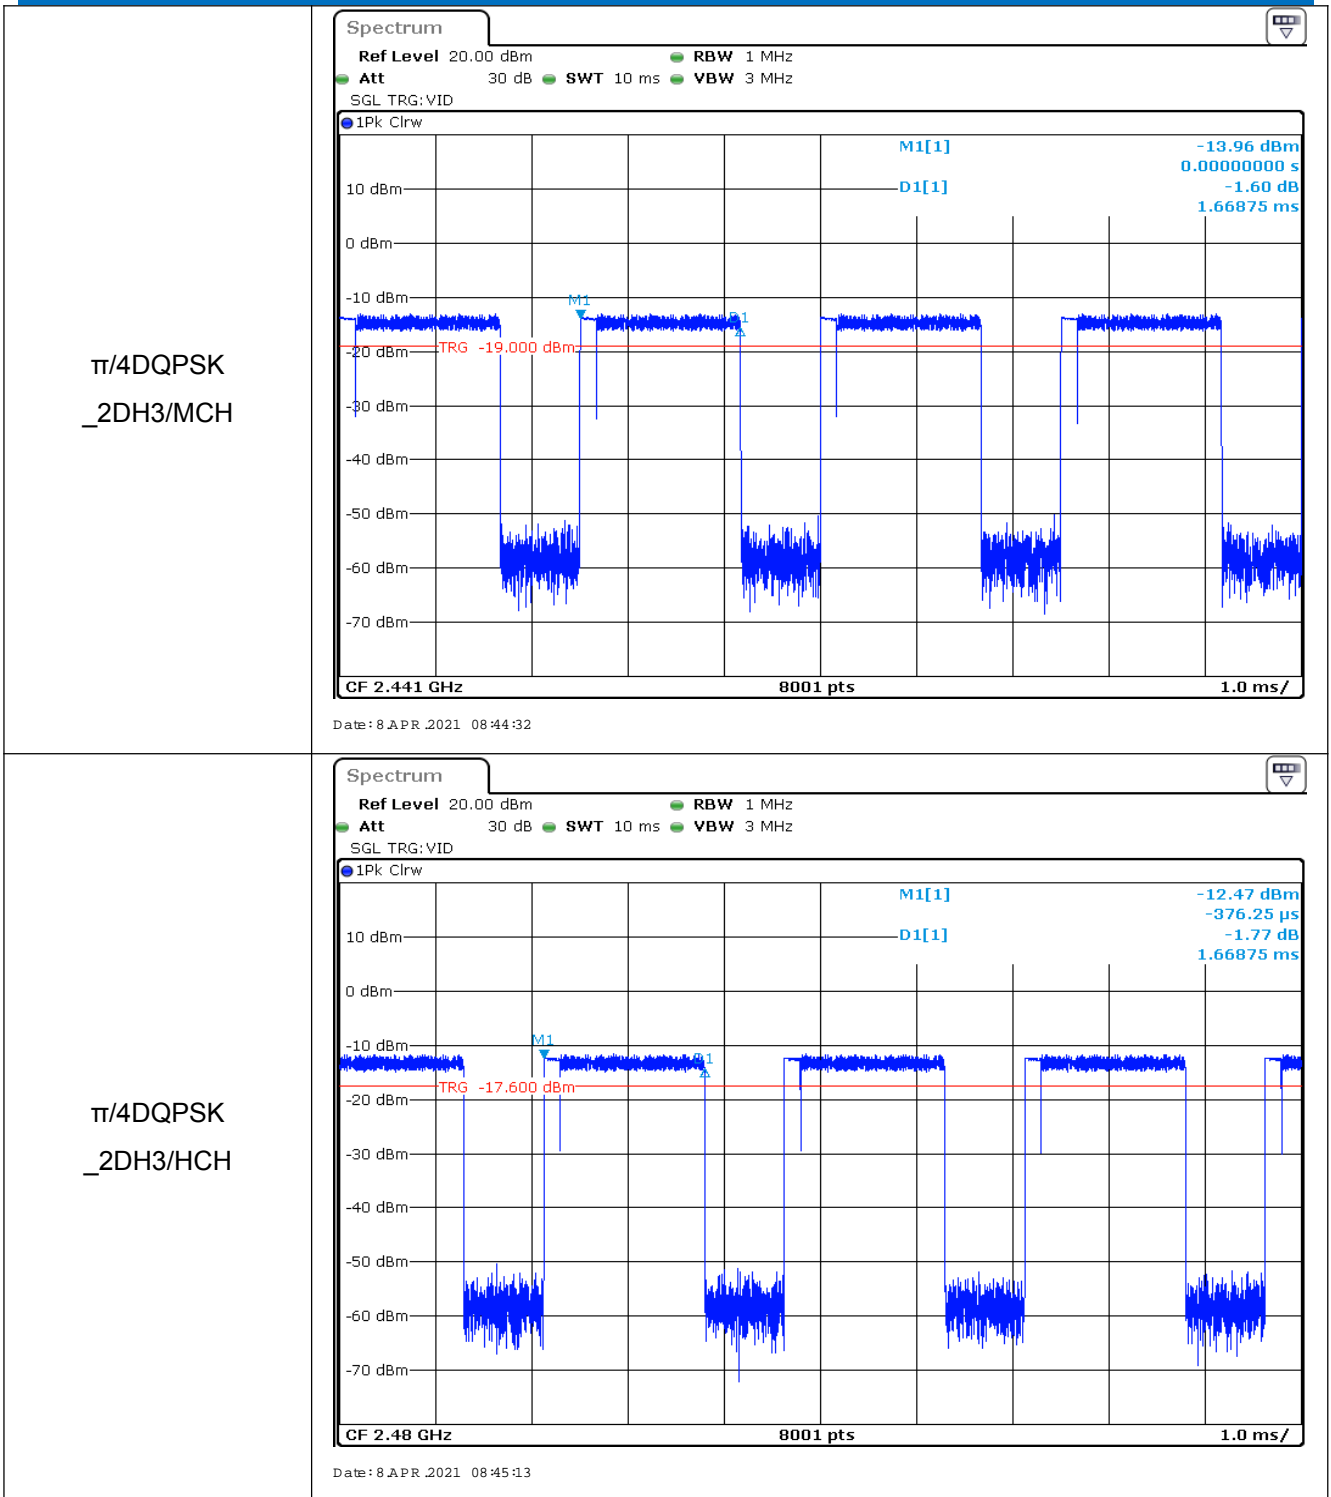 π/4DQPSK
_2DH3/MCH
Spectrum
Ref Level 20.00 dBm RBW 1 MHz
Att 30 dB SWT 10 ms VBW 3 MHz
SGL TRG:VID
1Pk Clrw
M1[1] -13.96 dBm
0.00000000 s
10 dBm D1[1] -1.60 dB
1.66875 ms
0 dBm
-10 dBm
M1
D1
TRG -19.000 dBm
-20 dBm
-30 dBm
-40 dBm
-50 dBm
-60 dBm
-70 dBm
CF 2.441 GHz 8001 pts 1.0 ms/
Date: 8.APR.2021 08:44:32
π/4DQPSK
_2DH3/HCH
Spectrum
Ref Level 20.00 dBm RBW 1 MHz
Att 30 dB SWT 10 ms VBW 3 MHz
SGL TRG:VID
1Pk Clrw
M1[1] -12.47 dBm
-376.25 µs
10 dBm D1[1] -1.77 dB
1.66875 ms
0 dBm
M1
-10 dBm
D1
TRG -17.600 dBm
-20 dBm
-30 dBm
-40 dBm
-50 dBm
-60 dBm
-70 dBm
CF 2.48 GHz 8001 pts 1.0 ms/
Date: 8.APR.2021 08:45:13